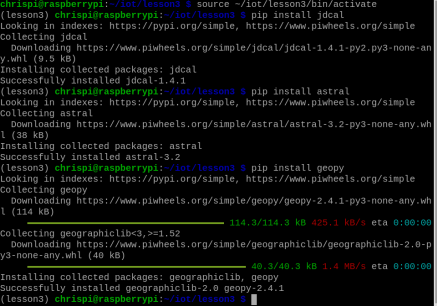 chrispi@raspberrypi:~/iot/lesson3 $ source ~/iot/lesson3/bin/activate
(lesson3) chrispi@raspberrypi:~/iot/lesson3 $ pip install jdcal
Looking in indexes: https://pypi.org/simple, https://www.piwheels.org/simple
Collecting jdcal
  Downloading https://www.piwheels.org/simple/jdcal/jdcal-1.4.1-py2.py3-none-an
y.whl (9.5 kB)
Installing collected packages: jdcal
Successfully installed jdcal-1.4.1
(lesson3) chrispi@raspberrypi:~/iot/lesson3 $ pip install astral
Looking in indexes: https://pypi.org/simple, https://www.piwheels.org/simple
Collecting astral
  Downloading https://www.piwheels.org/simple/astral/astral-3.2-py3-none-any.wh
l (38 kB)
Installing collected packages: astral
Successfully installed astral-3.2
(lesson3) chrispi@raspberrypi:~/iot/lesson3 $ pip install geopy
Looking in indexes: https://pypi.org/simple, https://www.piwheels.org/simple
Collecting geopy
  Downloading https://www.piwheels.org/simple/geopy/geopy-2.4.1-py3-none-any.wh
l (114 kB)
114.3/114.3 kB 425.1 kB/s eta 0:00:00
Collecting geographiclib<3,>=1.52
  Downloading https://www.piwheels.org/simple/geographiclib/geographiclib-2.0-p
y3-none-any.whl (40 kB)
40.3/40.3 kB 1.4 MB/s eta 0:00:00
Installing collected packages: geographiclib, geopy
Successfully installed geographiclib-2.0 geopy-2.4.1
(lesson3) chrispi@raspberrypi:~/iot/lesson3 $